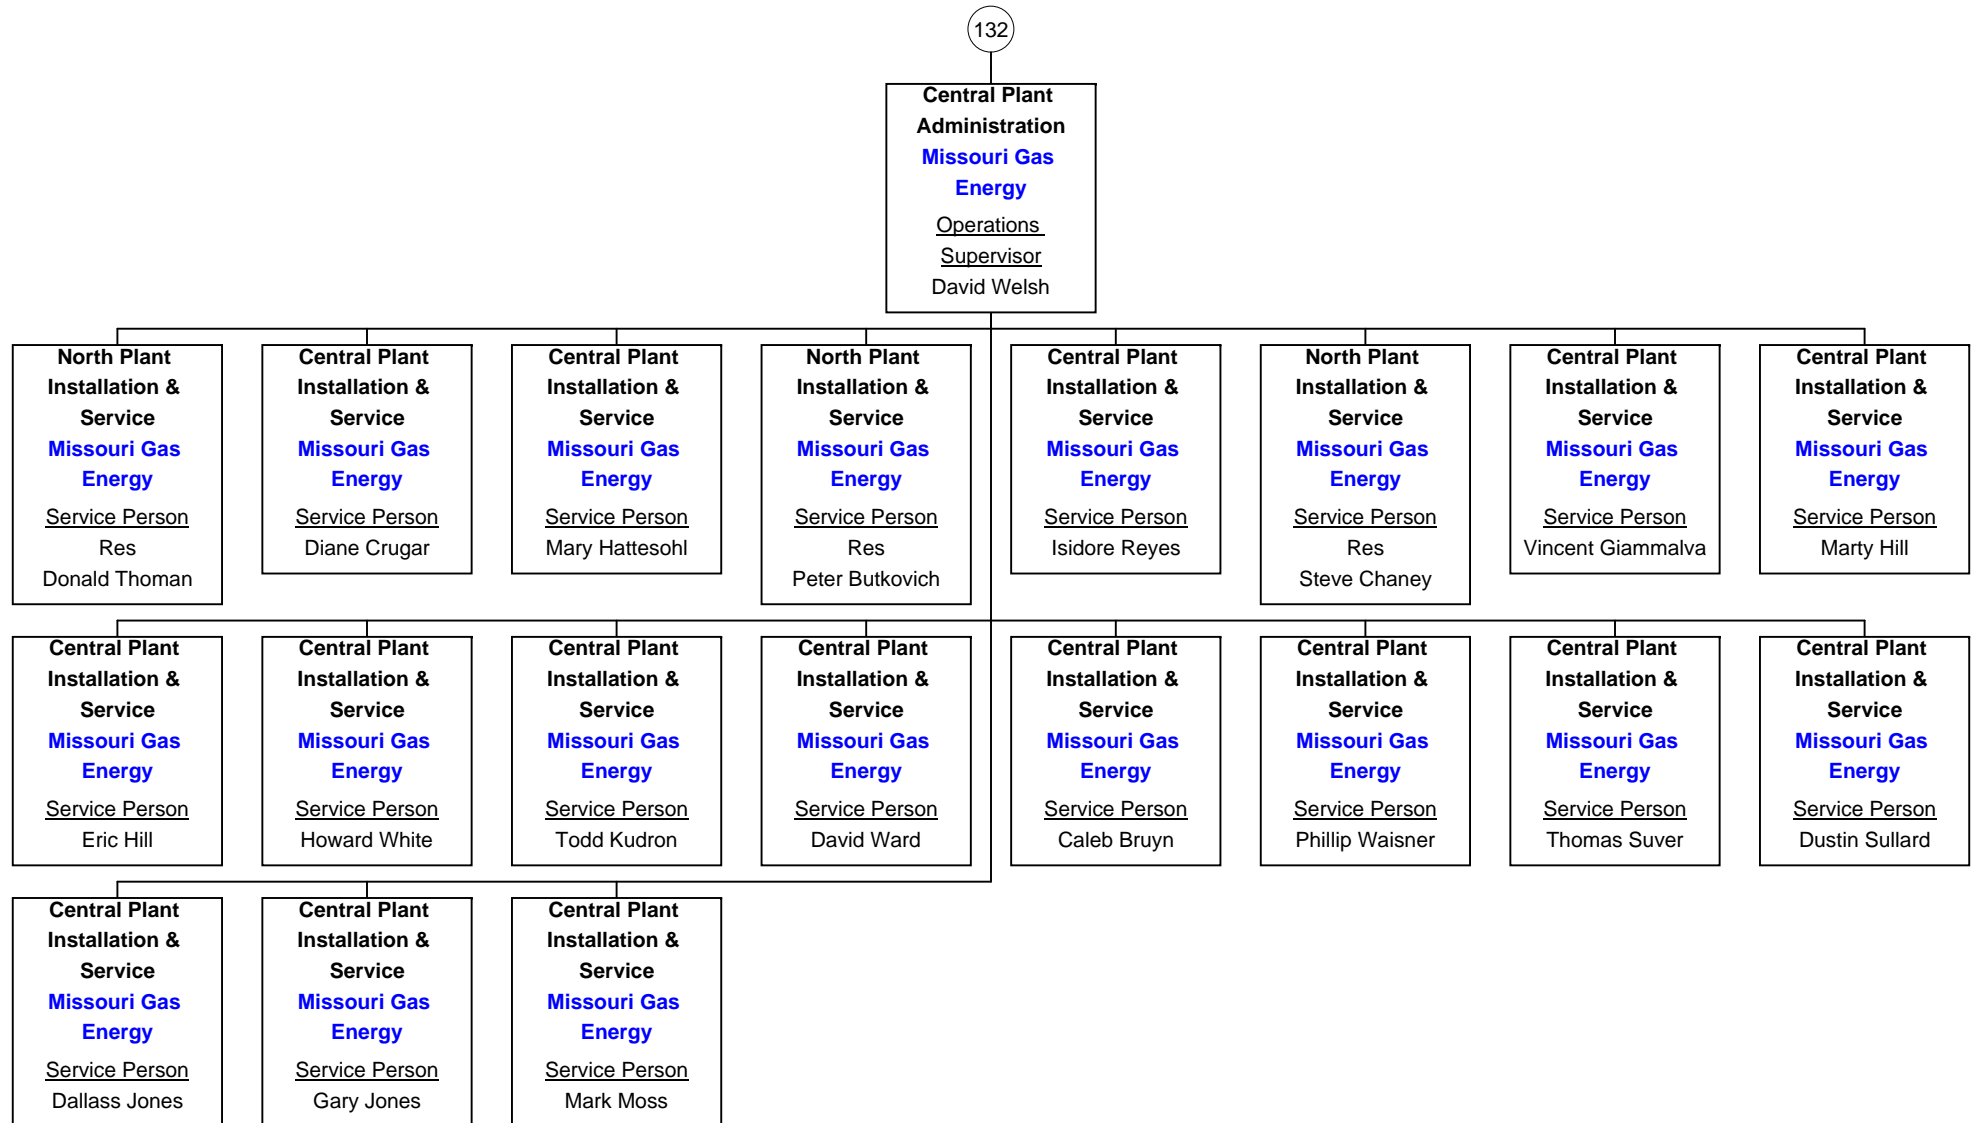 132
Central Plant
Administration
Missouri Gas
Energy
Operations
Supervisor
David Welsh
North Plant
Installation &
Service
Missouri Gas
Energy
Service Person
Res
Donald Thoman
Central Plant
Installation &
Service
Missouri Gas
Energy
Service Person
Diane Crugar
Central Plant
Installation &
Service
Missouri Gas
Energy
Service Person
Mary Hattesohl
North Plant
Installation &
Service
Missouri Gas
Energy
Service Person
Res
Peter Butkovich
Central Plant
Installation &
Service
Missouri Gas
Energy
Service Person
Isidore Reyes
North Plant
Installation &
Service
Missouri Gas
Energy
Service Person
Res
Steve Chaney
Central Plant
Installation &
Service
Missouri Gas
Energy
Service Person
Vincent Giammalva
Central Plant
Installation &
Service
Missouri Gas
Energy
Service Person
Marty Hill
Central Plant
Installation &
Service
Missouri Gas
Energy
Service Person
Eric Hill
Central Plant
Installation &
Service
Missouri Gas
Energy
Service Person
Howard White
Central Plant
Installation &
Service
Missouri Gas
Energy
Service Person
Todd Kudron
Central Plant
Installation &
Service
Missouri Gas
Energy
Service Person
David Ward
Central Plant
Installation &
Service
Missouri Gas
Energy
Service Person
Caleb Bruyn
Central Plant
Installation &
Service
Missouri Gas
Energy
Service Person
Phillip Waisner
Central Plant
Installation &
Service
Missouri Gas
Energy
Service Person
Thomas Suver
Central Plant
Installation &
Service
Missouri Gas
Energy
Service Person
Dustin Sullard
Central Plant
Installation &
Service
Missouri Gas
Energy
Service Person
Dallass Jones
Central Plant
Installation &
Service
Missouri Gas
Energy
Service Person
Gary Jones
Central Plant
Installation &
Service
Missouri Gas
Energy
Service Person
Mark Moss